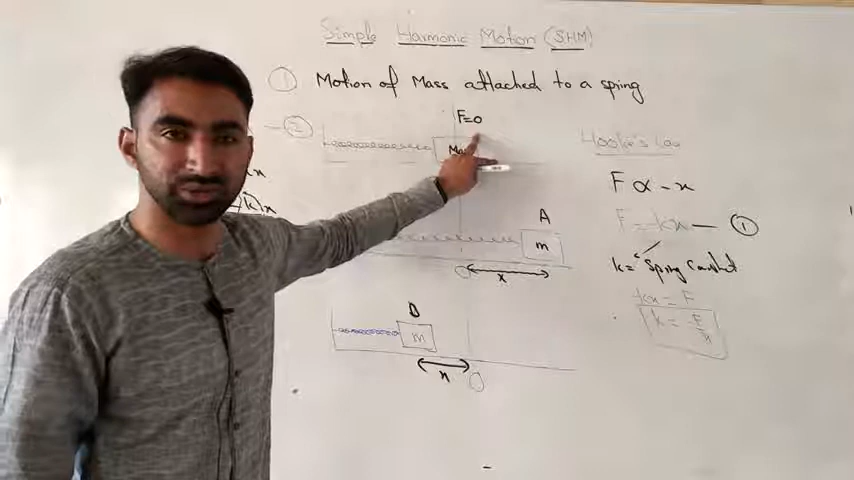 Simple Harmonic Motion (SHM)
① Motion of Mass attached to a spring
② F=0
Hooke's Law
F ∝ -x
F = kx — ①
k = Spring Constant
kx = F
k = F/x
A
m
O x
B
m
x O
x
(k)x